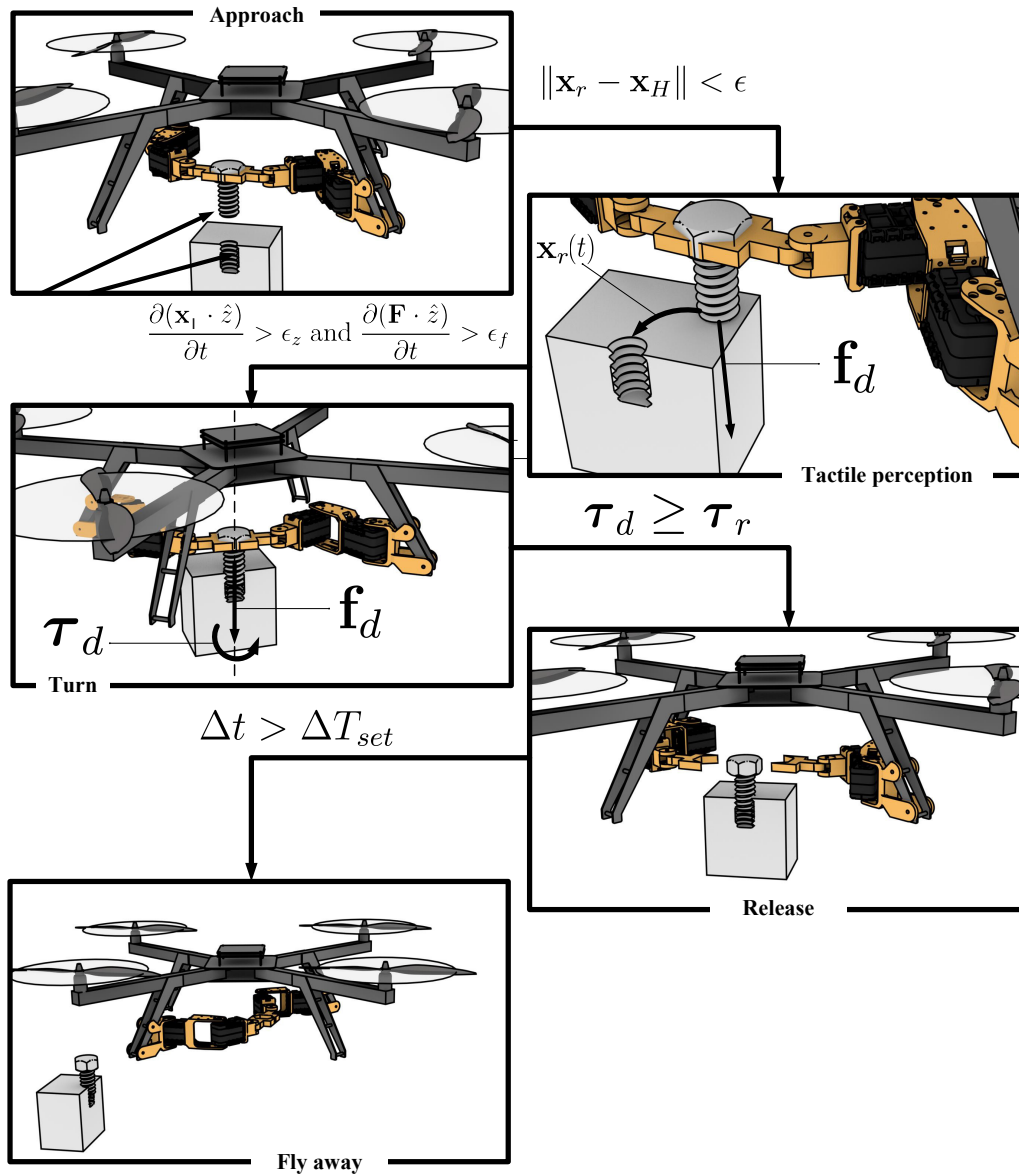 Approach
‖x_r − x_H‖ < ϵ
x_r(t)
f_d
Tactile perception
∂(x_| · ẑ)/∂t > ϵ_z and ∂(F · ẑ)/∂t > ϵ_f
τ_d
f_d
Turn
τ_d ≥ τ_r
Release
Δt > ΔT_set
Fly away